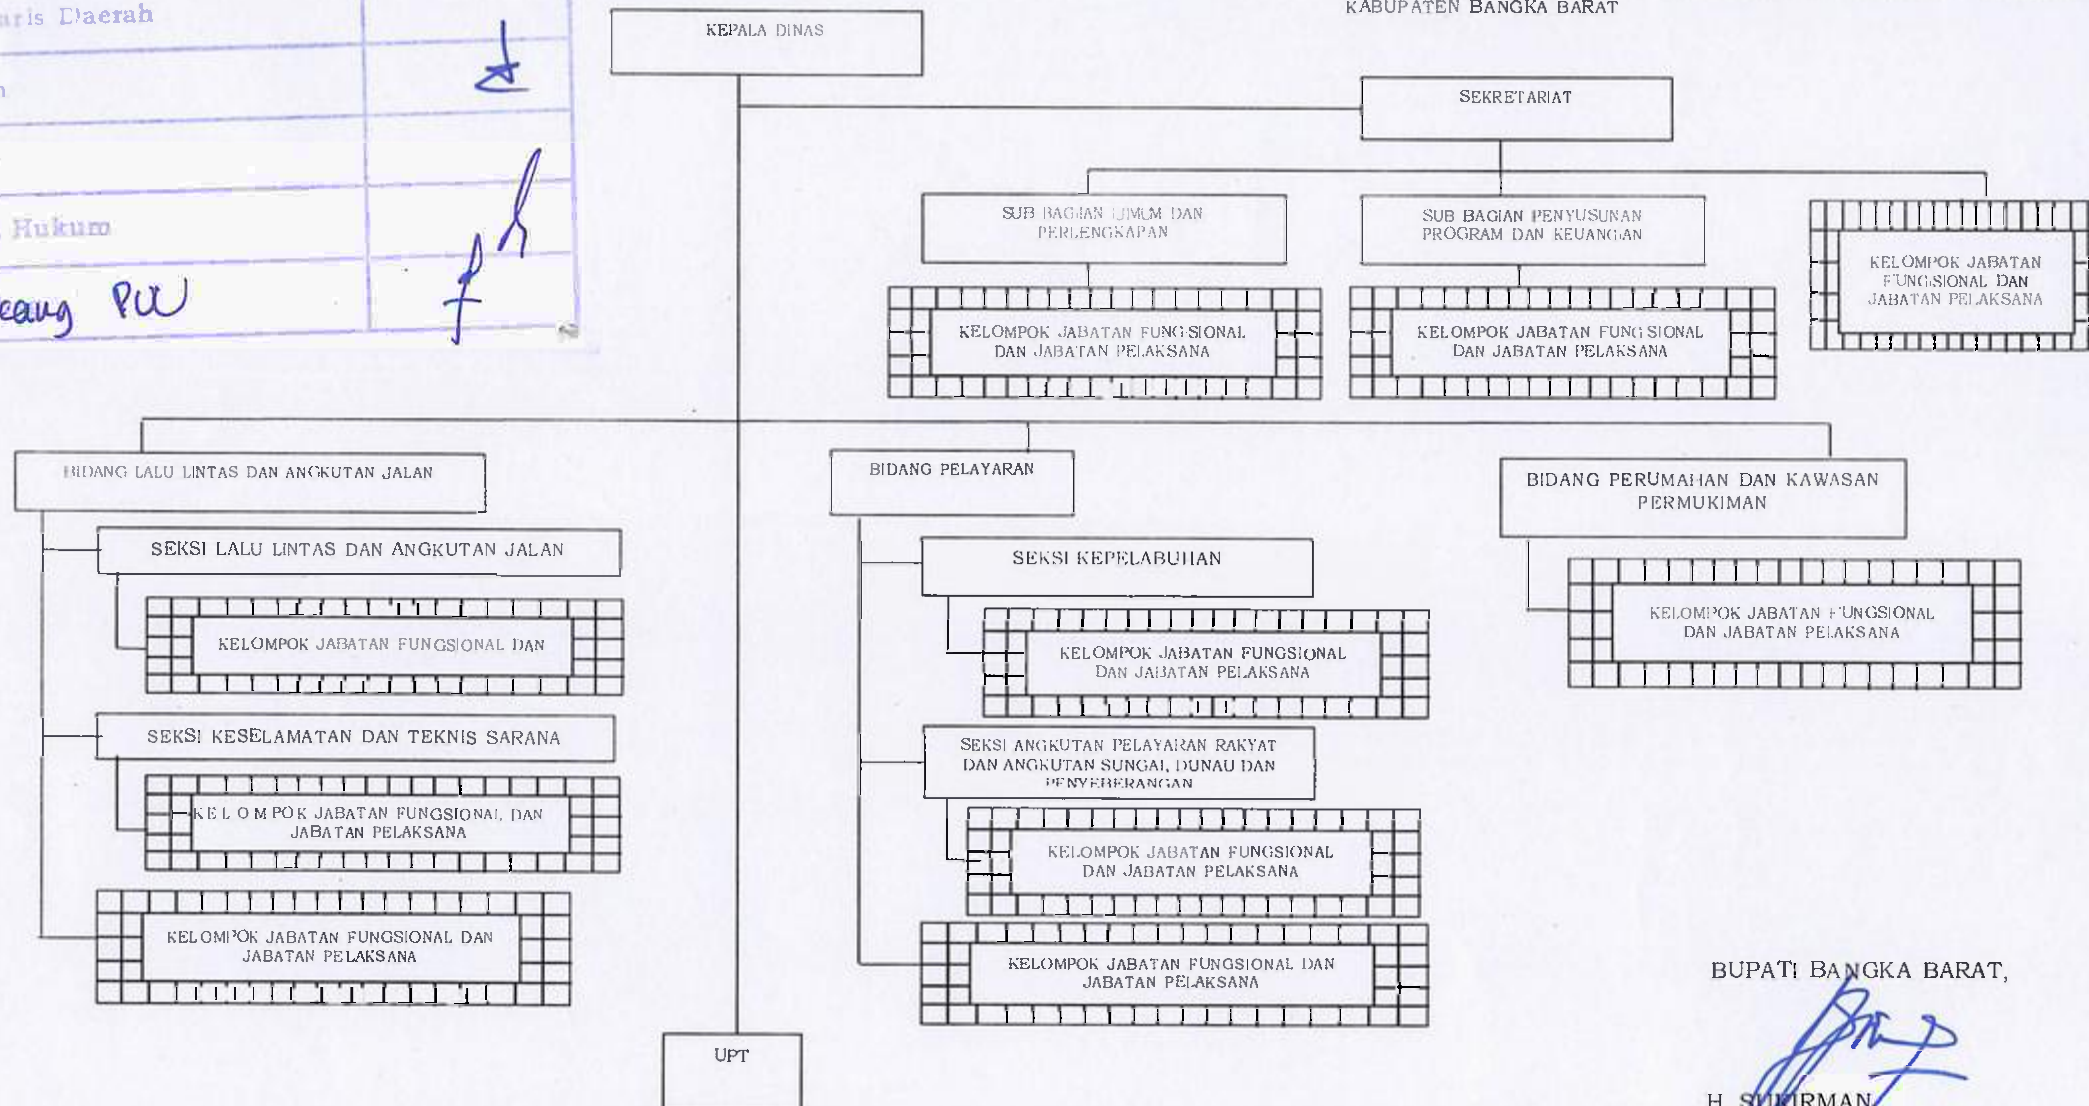 aris Daerah
Hukum
PUU
KABUPATEN BANGKA BARAT
KEPALA DINAS
SEKRETARIAT
SUB BAGIAN UMUM DAN
PERLENGKAPAN
SUB BAGIAN PENYUSUNAN
PROGRAM DAN KEUANGAN
KELOMPOK JABATAN
FUNGSIONAL DAN
JABATAN PELAKSANA
KELOMPOK JABATAN FUNGSIONAL
DAN JABATAN PELAKSANA
KELOMPOK JABATAN FUNGSIONAL
DAN JABATAN PELAKSANA
BIDANG LALU LINTAS DAN ANGKUTAN JALAN
SEKSI LALU LINTAS DAN ANGKUTAN JALAN
KELOMPOK JABATAN FUNGSIONAL DAN
SEKSI KESELAMATAN DAN TEKNIS SARANA
KELOMPOK JABATAN FUNGSIONAL DAN
JABATAN PELAKSANA
KELOMPOK JABATAN FUNGSIONAL DAN
JABATAN PELAKSANA
BIDANG PELAYARAN
SEKSI KEPELABUHAN
KELOMPOK JABATAN FUNGSIONAL
DAN JABATAN PELAKSANA
SEKSI ANGKUTAN PELAYARAN RAKYAT
DAN ANGKUTAN SUNGAI, DUNAU DAN
PENYEBERANGAN
KELOMPOK JABATAN FUNGSIONAL
DAN JABATAN PELAKSANA
KELOMPOK JABATAN FUNGSIONAL DAN
JABATAN PELAKSANA
BIDANG PERUMAHAN DAN KAWASAN
PERMUKIMAN
KELOMPOK JABATAN FUNGSIONAL
DAN JABATAN PELAKSANA
UPT
BUPATI BANGKA BARAT,
H. SUKIRMAN